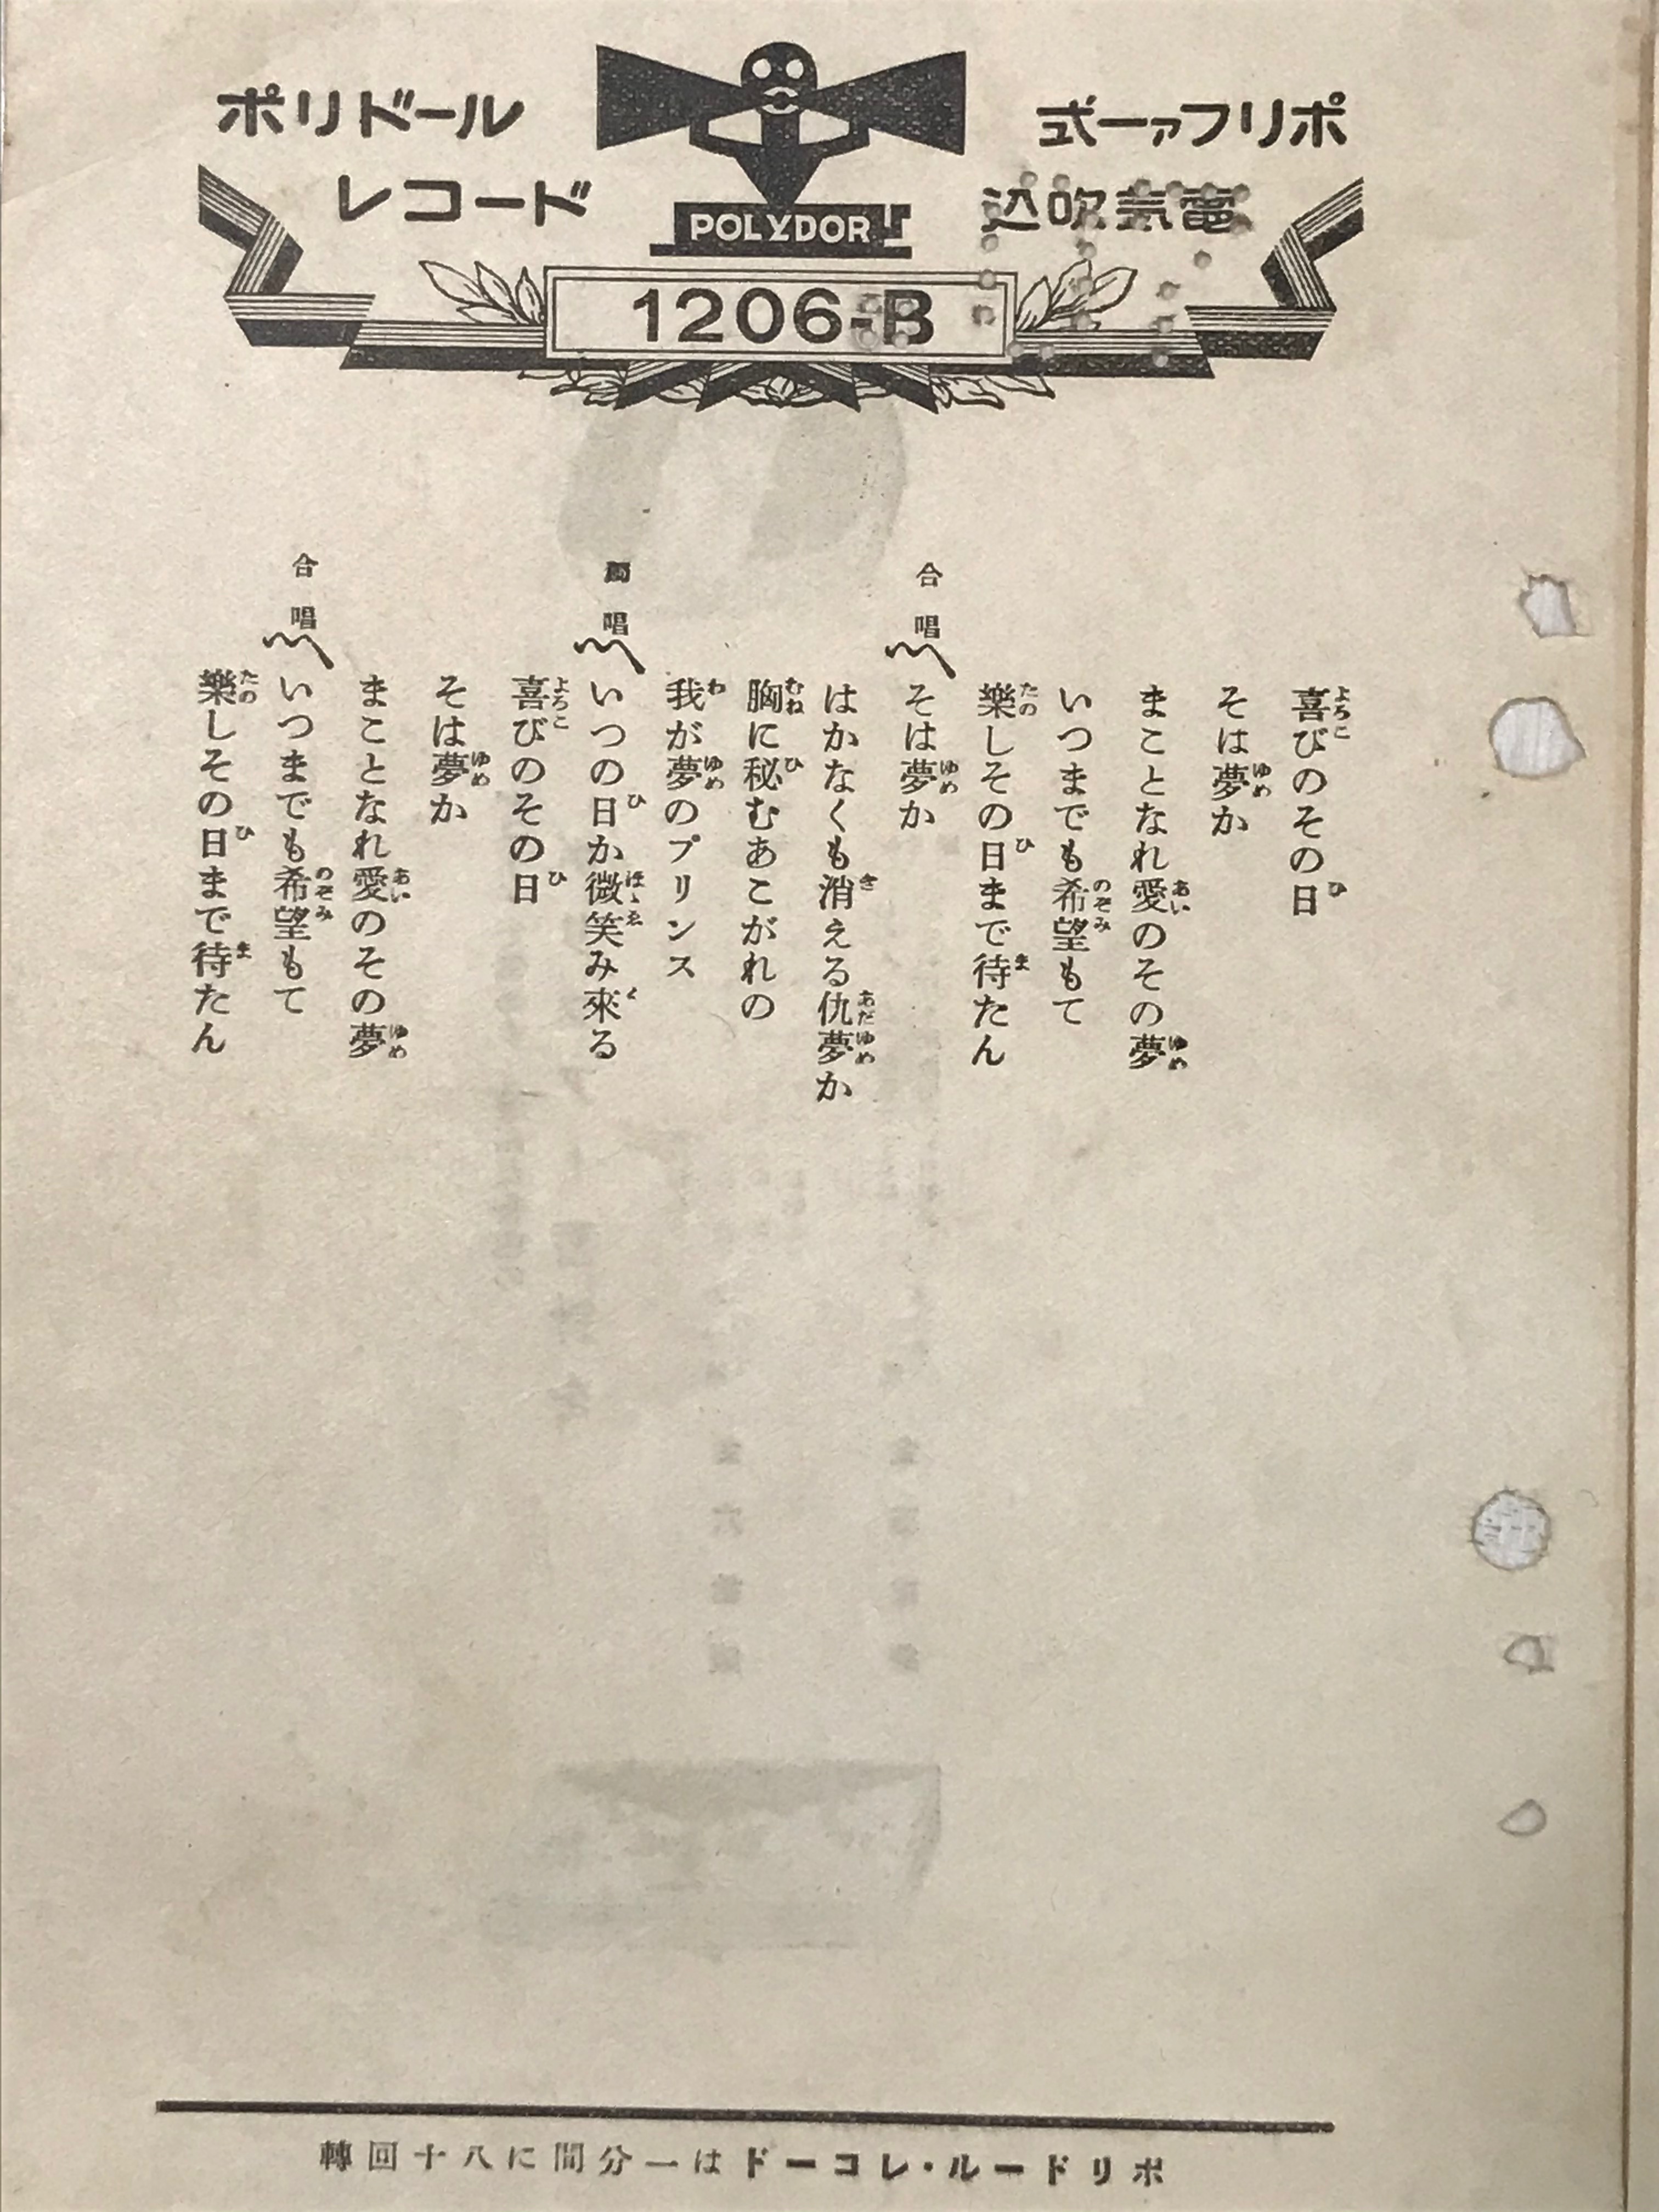 ポリドール
レコード
ポリファー式
電気吹込
POLYDOR
1206-B
喜びのその日
そは夢か
まことなれ愛のその夢
いつまでも希望もて
樂しその日まで待たん
合唱
そは夢か
はかなくも消える仇夢か
胸に秘むあこがれの
我が夢のプリンス
獨唱
いつの日か微笑み來る
喜びのその日
そは夢か
まことなれ愛のその夢
合唱
いつまでも希望もて
樂しその日まで待たん
ポリドール・レコードは一分間に八十回轉